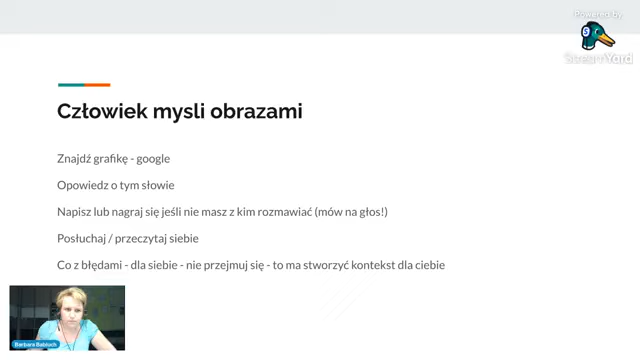 Powered by
StreamYard
Człowiek mysli obrazami
Znajdź grafikę - google
Opowiedz o tym słowie
Napisz lub nagraj się jeśli nie masz z kim rozmawiać (mów na głos!)
Posłuchaj / przeczytaj siebie
Co z błędami - dla siebie - nie przejmuj się - to ma stworzyć kontekst dla ciebie
Barbara Babiuch